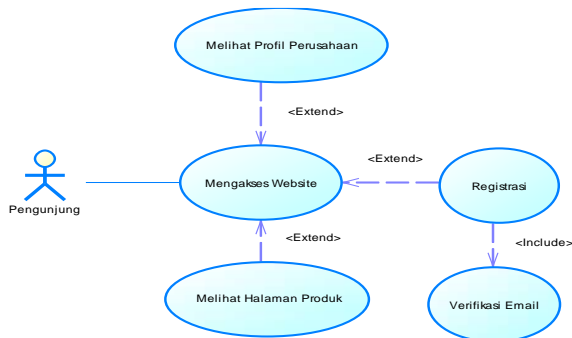 Melihat Profil Perusahaan
<Extend>
<Extend>
Mengakses Website
Registrasi
Pengunjung
<Extend>
<Include>
Melihat Halaman Produk
Verifikasi Email